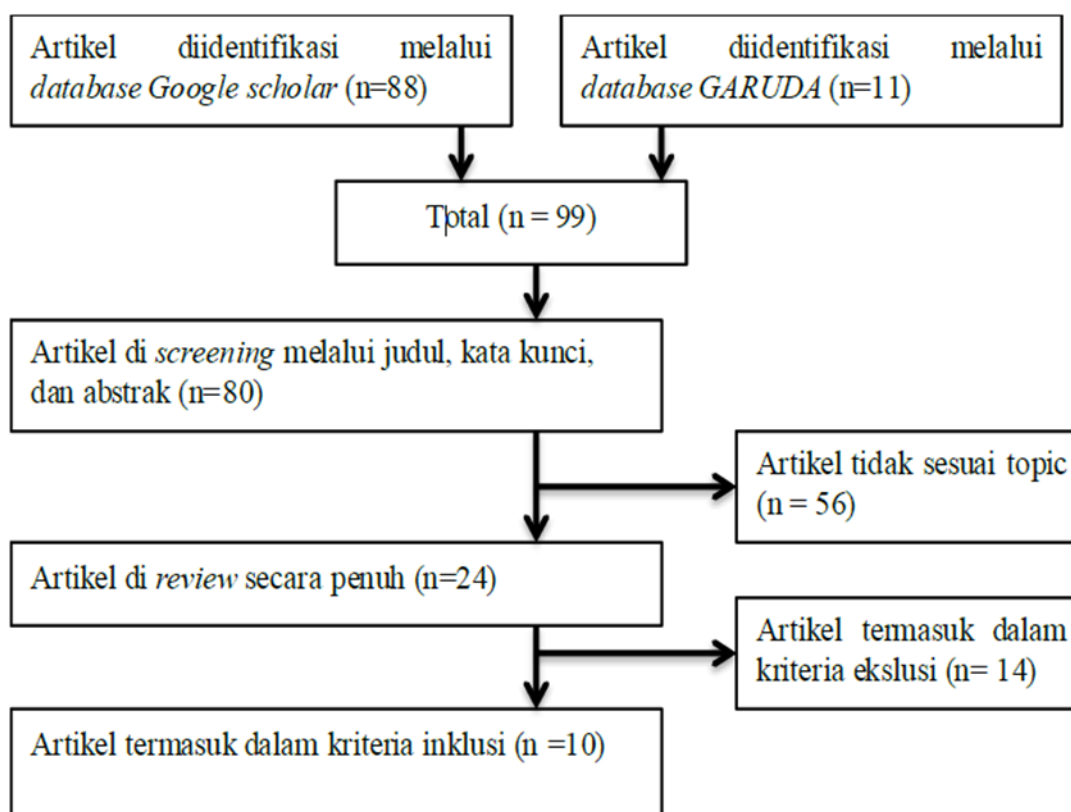 Artikel diidentifikasi melalui
database Google scholar (n=88)
Artikel diidentifikasi melalui
database GARUDA (n=11)
Total (n = 99)
Artikel di screening melalui judul, kata kunci,
dan abstrak (n=80)
Artikel tidak sesuai topic
(n = 56)
Artikel di review secara penuh (n=24)
Artikel termasuk dalam
kriteria ekslusi (n= 14)
Artikel termasuk dalam kriteria inklusi (n =10)